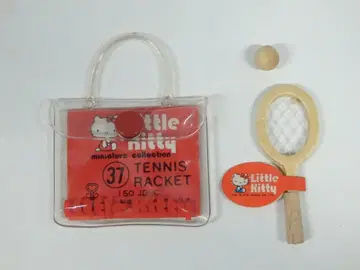 Little
Kitty
miniature collection
37 TENNIS
RACKET
Little
Kitty